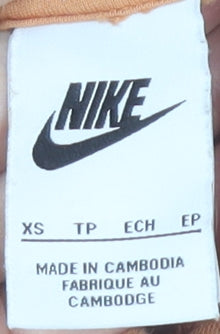 NIKE
XS TP ECH EP
MADE IN CAMBODIA
FABRIQUE AU
CAMBODGE